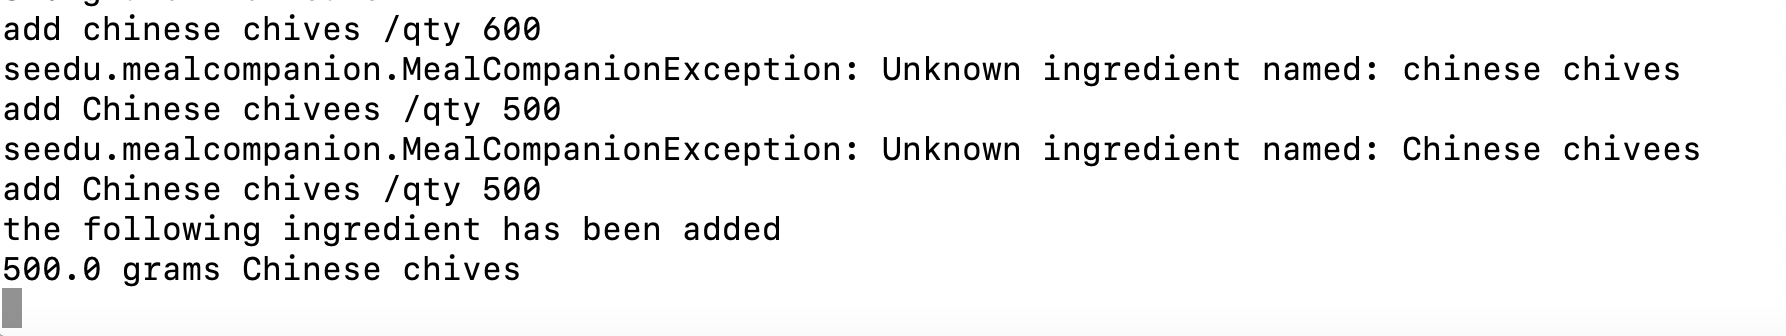 add chinese chives /qty 600
seedu.mealcompanion.MealCompanionException: Unknown ingredient named: chinese chives
add Chinese chivees /qty 500
seedu.mealcompanion.MealCompanionException: Unknown ingredient named: Chinese chivees
add Chinese chives /qty 500
the following ingredient has been added
500.0 grams Chinese chives